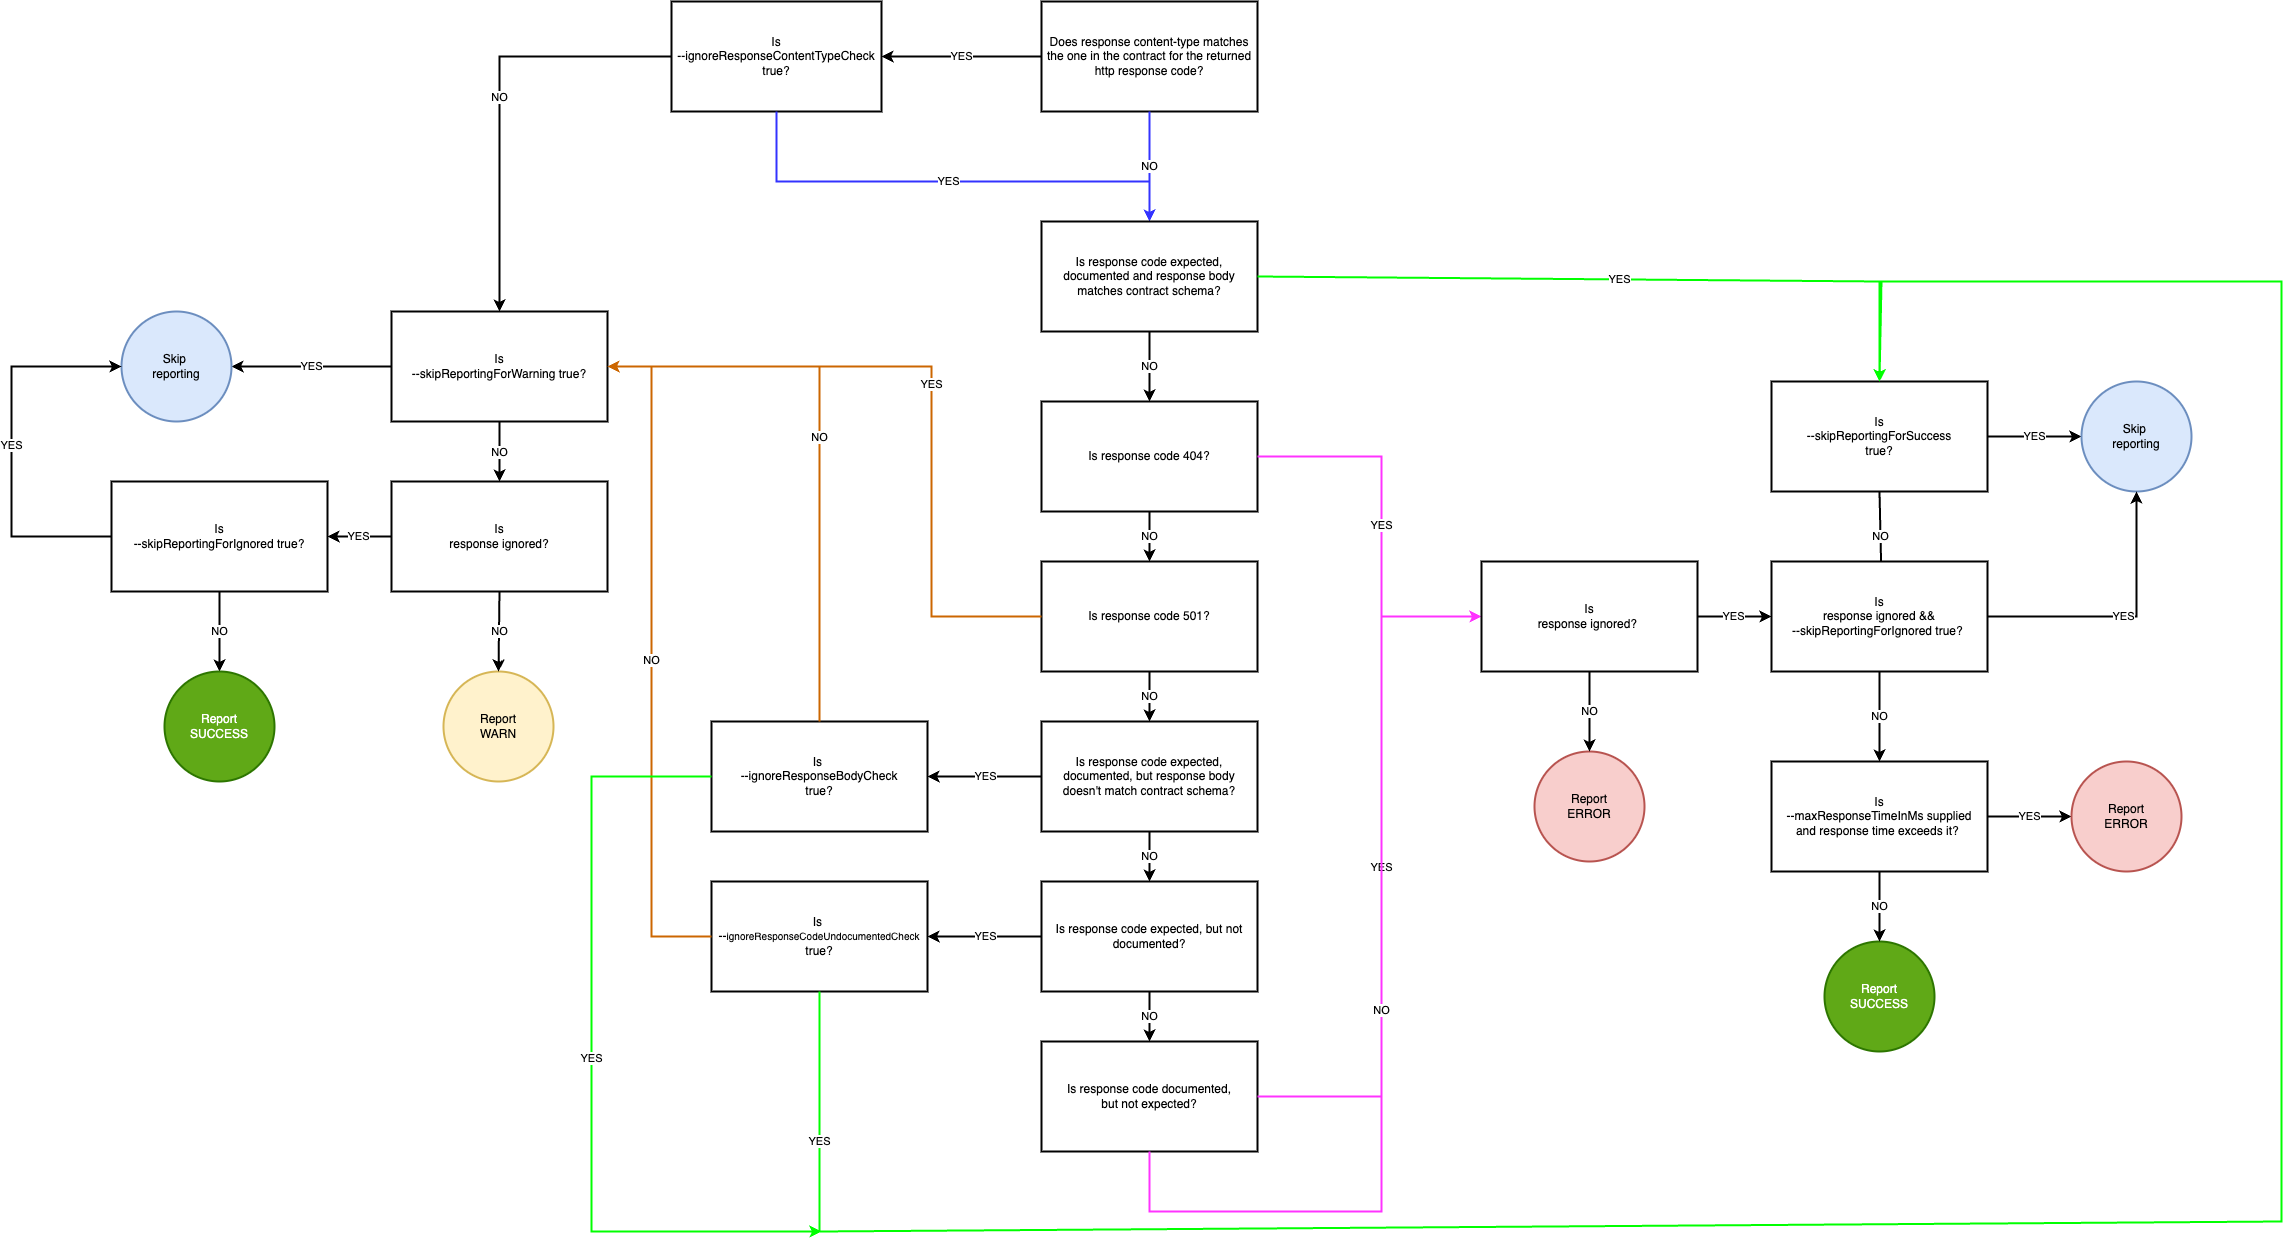 Is
--ignoreResponseContentTypeCheck
true?
YES
Does response content-type matches
the one in the contract for the returned
http response code?
NO
NO
YES
Is response code expected,
documented and response body
matches contract schema?
YES
Skip
reporting
YES
Is
--skipReportingForWarning true?
NO
YES
NO
YES
NO
Is response code 404?
Is
--skipReportingForSuccess
true?
YES
Skip
reporting
Is
--skipReportingForIgnored true?
YES
Is
response ignored?
NO
YES
NO
NO
NO
NO
Is response code 501?
Is
response ignored?
YES
Is
response ignored &&
--skipReportingForIgnored true?
YES
NO
NO
NO
NO
Report
SUCCESS
Report
WARN
Is
--ignoreResponseBodyCheck
true?
YES
Is response code expected,
documented, but response body
doesn't match contract schema?
Report
ERROR
Is
--maxResponseTimeInMs supplied
and response time exceeds it?
YES
Report
ERROR
NO
YES
NO
Is
--ignoreResponseCodeUndocumentedCheck
true?
YES
Is response code expected, but not
documented?
NO
NO
Report
SUCCESS
YES
Is response code documented,
but not expected?
YES